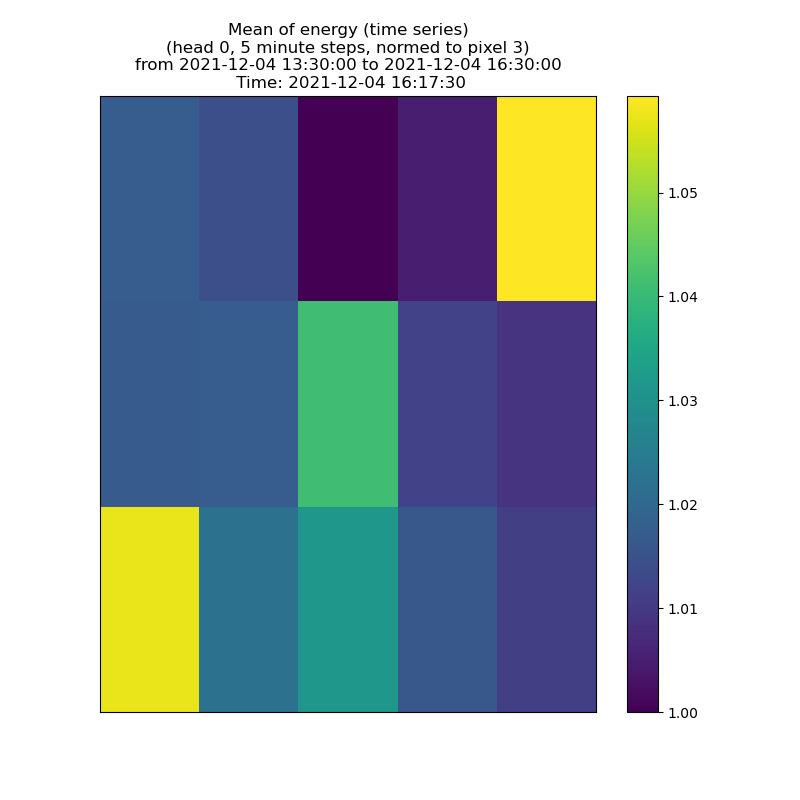 Mean of energy (time series)
(head 0, 5 minute steps, normed to pixel 3)
from 2021-12-04 13:30:00 to 2021-12-04 16:30:00
Time: 2021-12-04 16:17:30
1.05
1.04
1.03
1.02
1.01
1.00